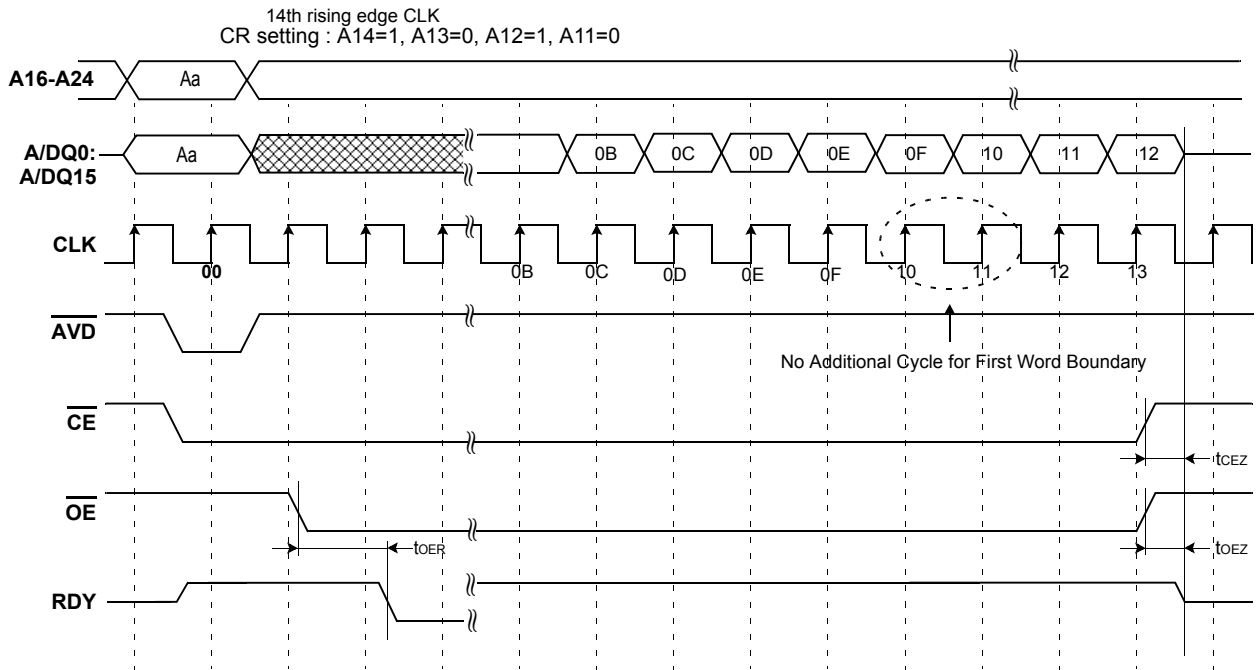 14th rising edge CLK
CR setting : A14=1, A13=0, A12=1, A11=0
A16-A24
Aa
A/DQ0:
A/DQ15
Aa
0B 0C 0D 0E 0F 10 11 12
CLK
00 0B 0C 0D 0E 0F 10 11 12 13
AVD
No Additional Cycle for First Word Boundary
CE
tCEZ
OE
tOER
tOEZ
RDY